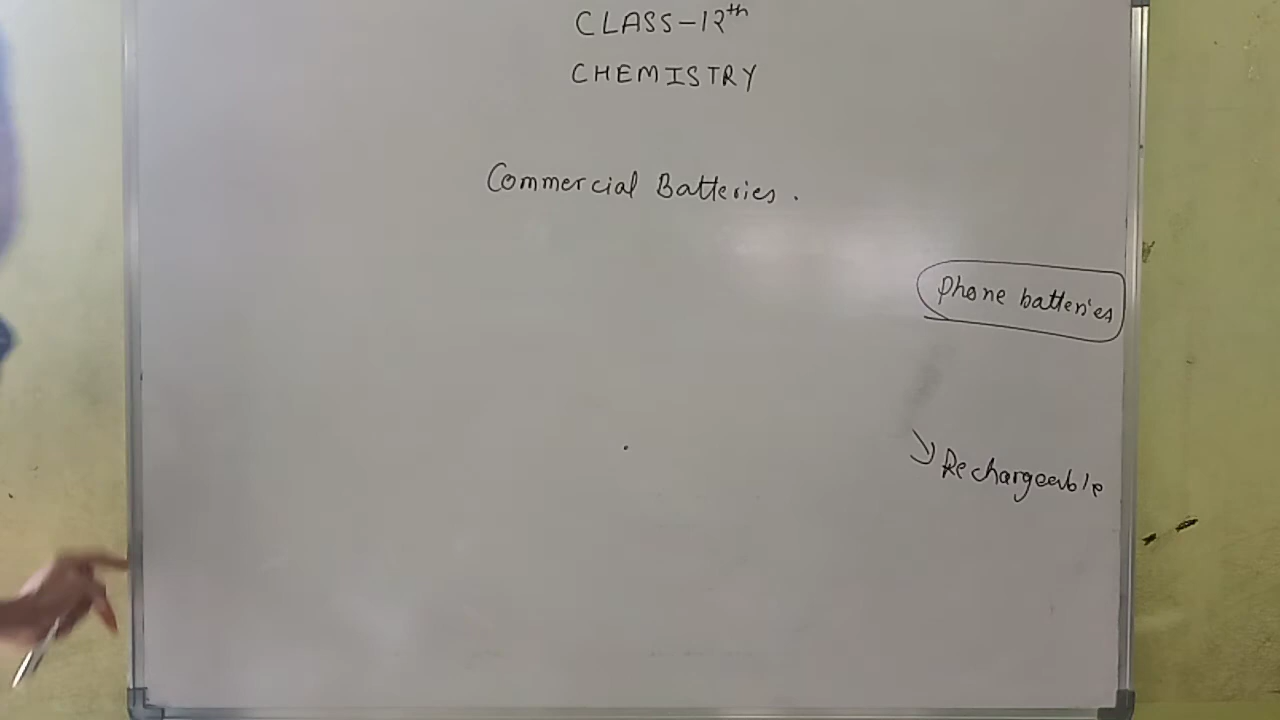 CLASS-12th
CHEMISTRY
Commercial Batteries.
Phone batteries
Rechargeable